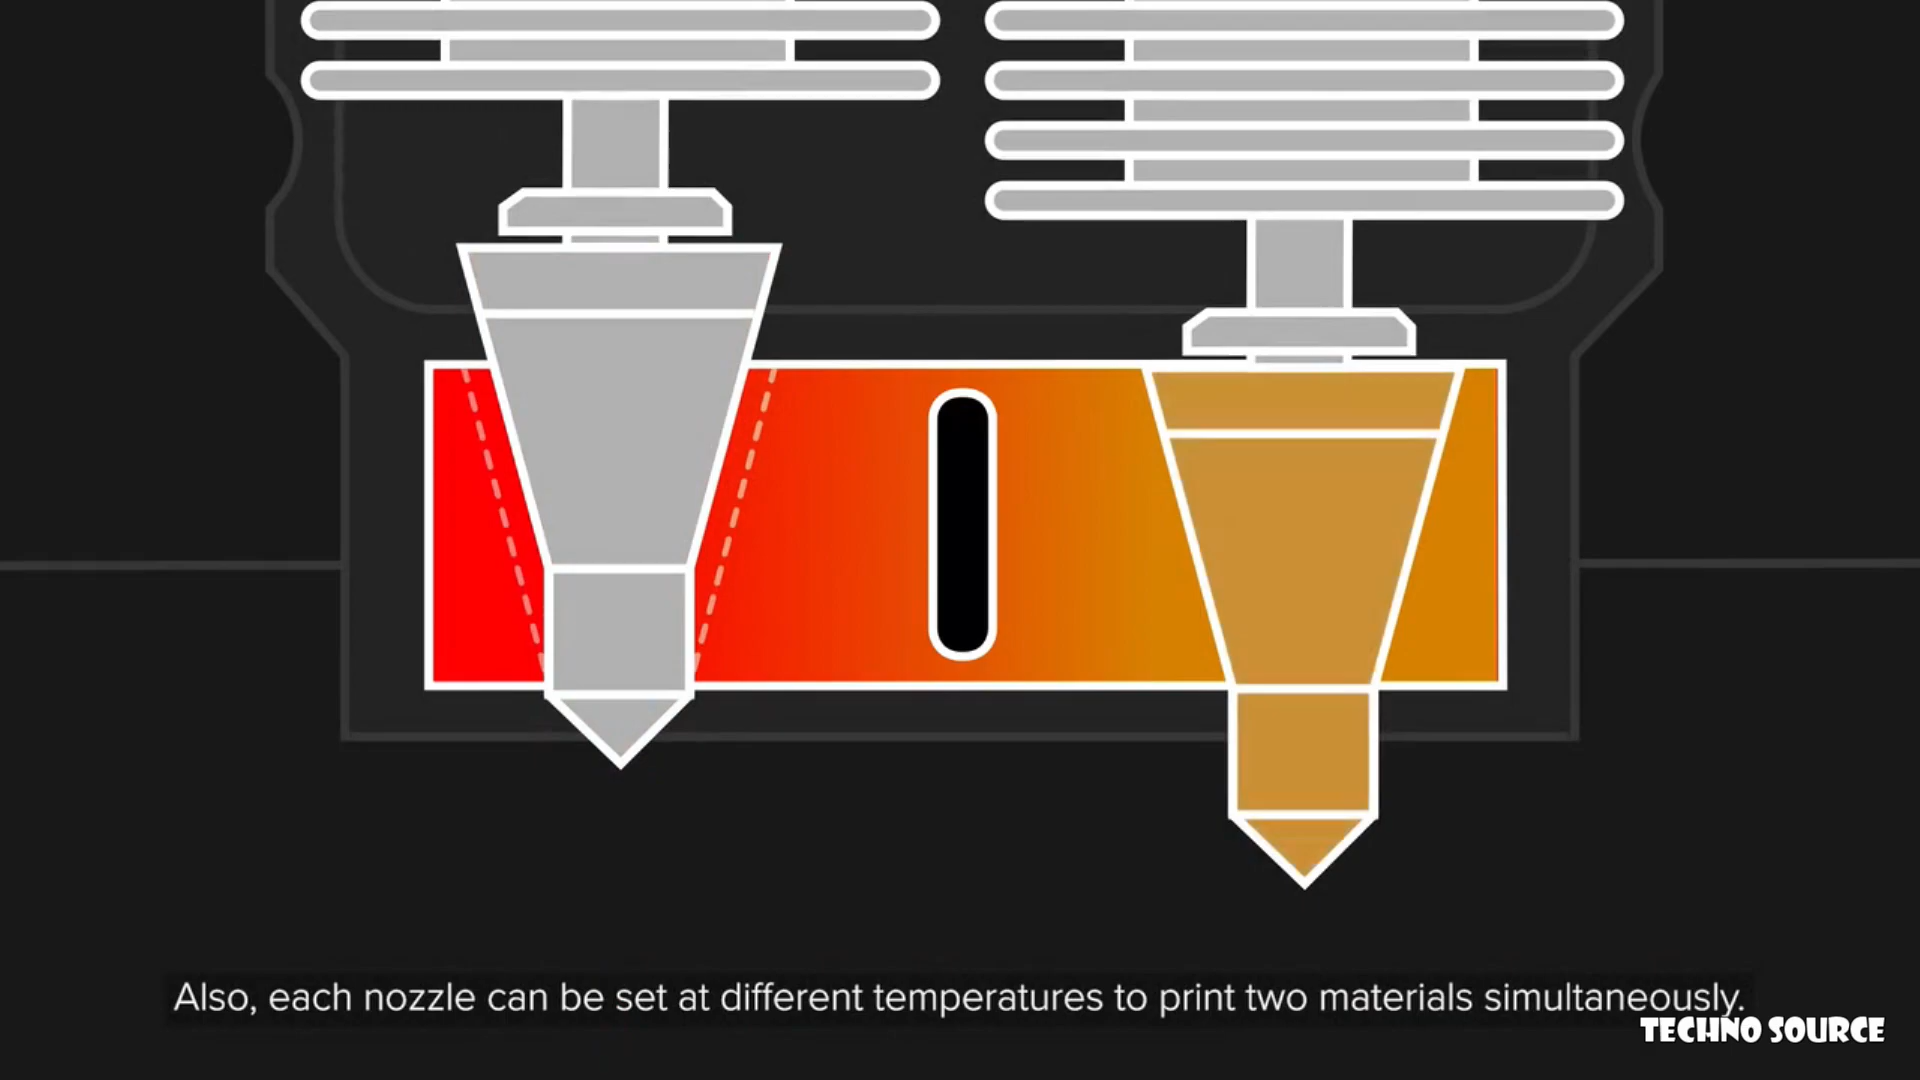 Also, each nozzle can be set at different temperatures to print two materials simultaneously.
TECHNO SOURCE